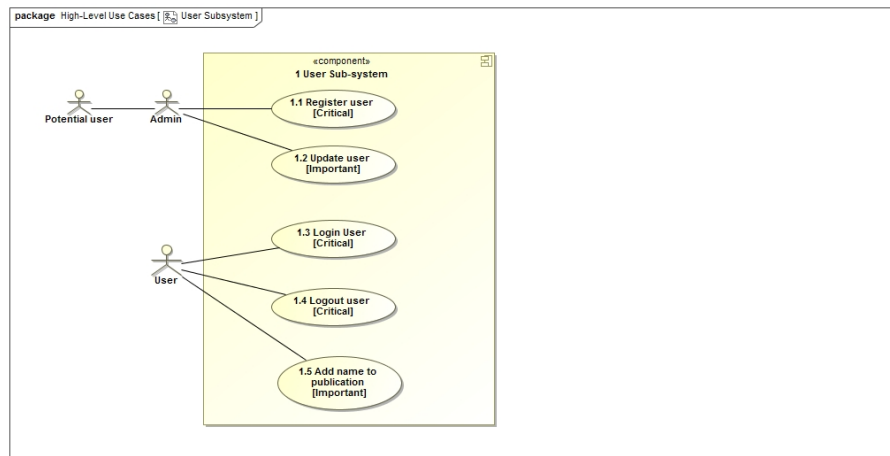 package High-Level Use Cases [ User Subsystem ]
«component»
1 User Sub-system
1.1 Register user
[Critical]
Potential user
Admin
1.2 Update user
[Important]
1.3 Login User
[Critical]
User
1.4 Logout user
[Critical]
1.5 Add name to
publication
[Important]